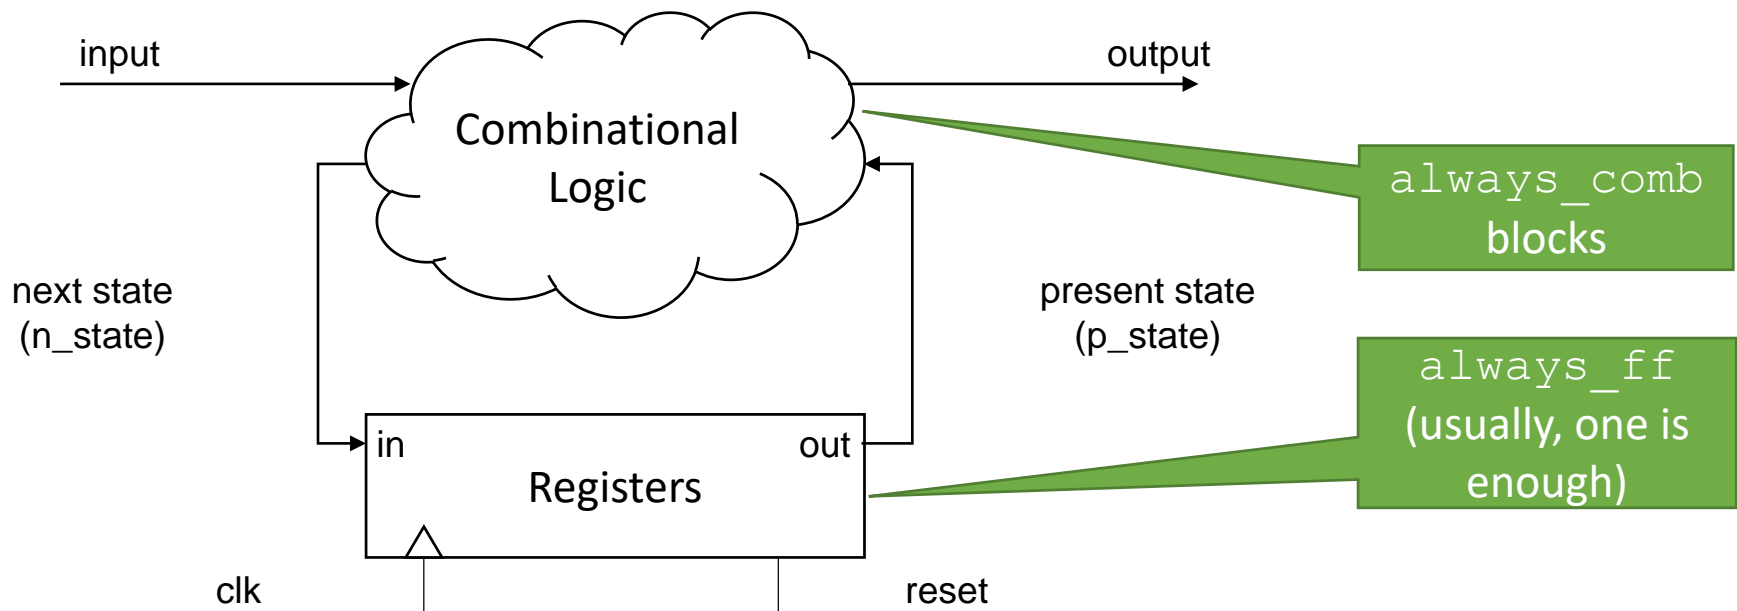 input
output
Combinational
Logic
always_comb
blocks
next state
(n_state)
present state
(p_state)
always_ff
(usually, one is
enough)
in
out
Registers
clk
reset